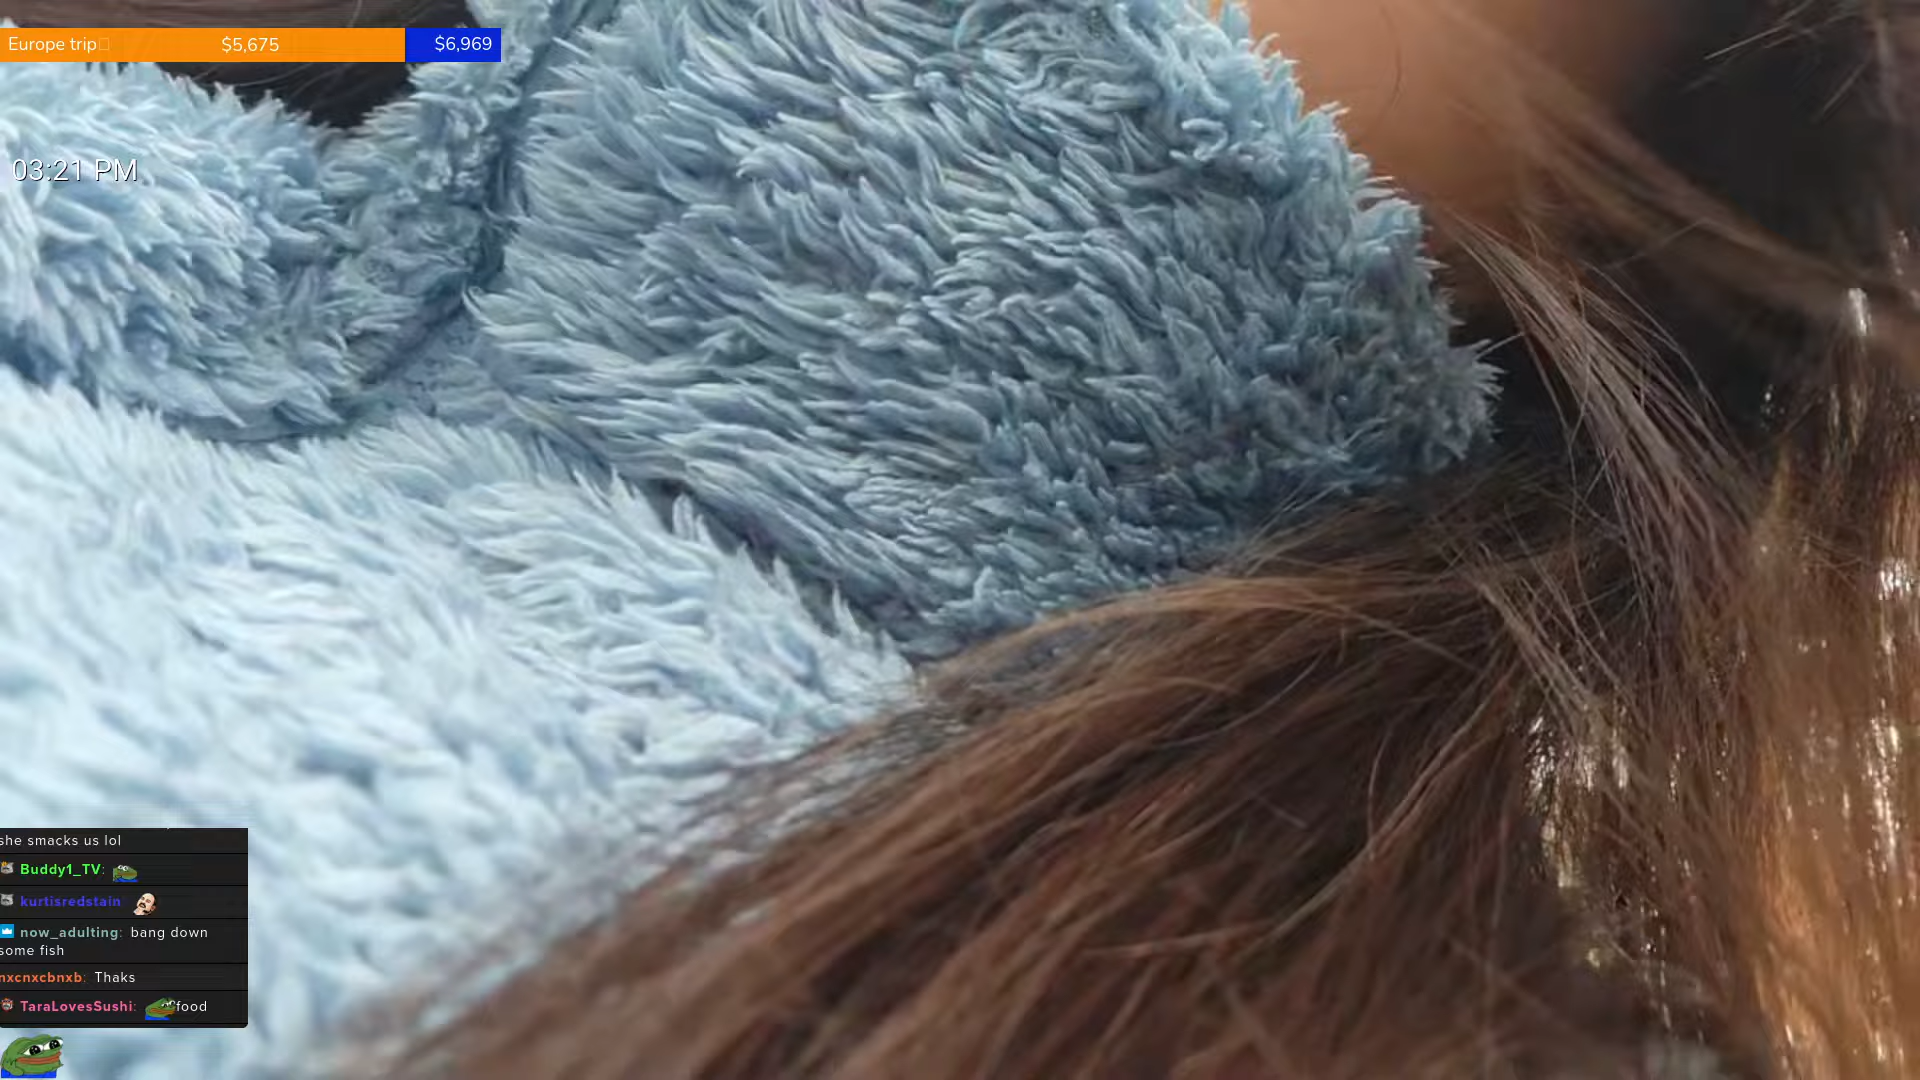 Europe trip
$5,675
$6,969
03:21 PM
she smacks us lol
Buddy1_TV:
kurtisredstain
now_adulting: bang down
some fish
nxcnxcbnxb: Thaks
TaraLovesSushi: food